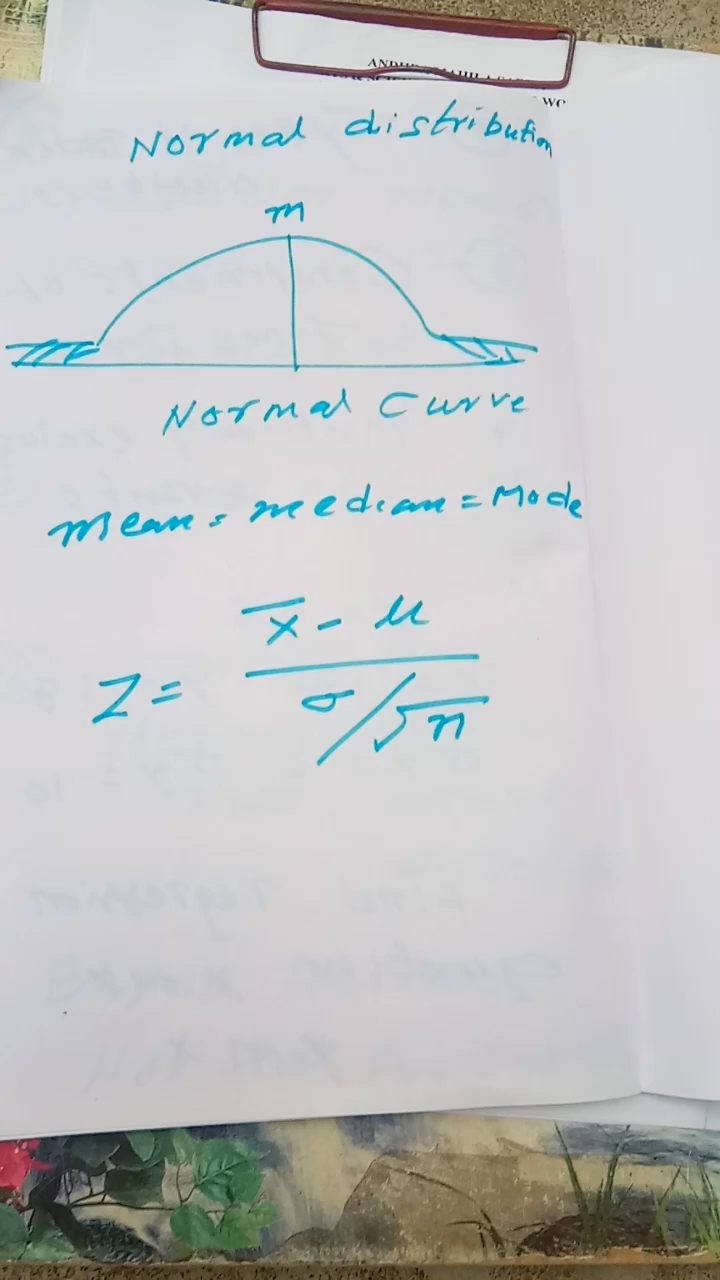 Normal distribution
m
Normal Curve
mean = median = Mode
Z = x̄ - μ / σ/√n